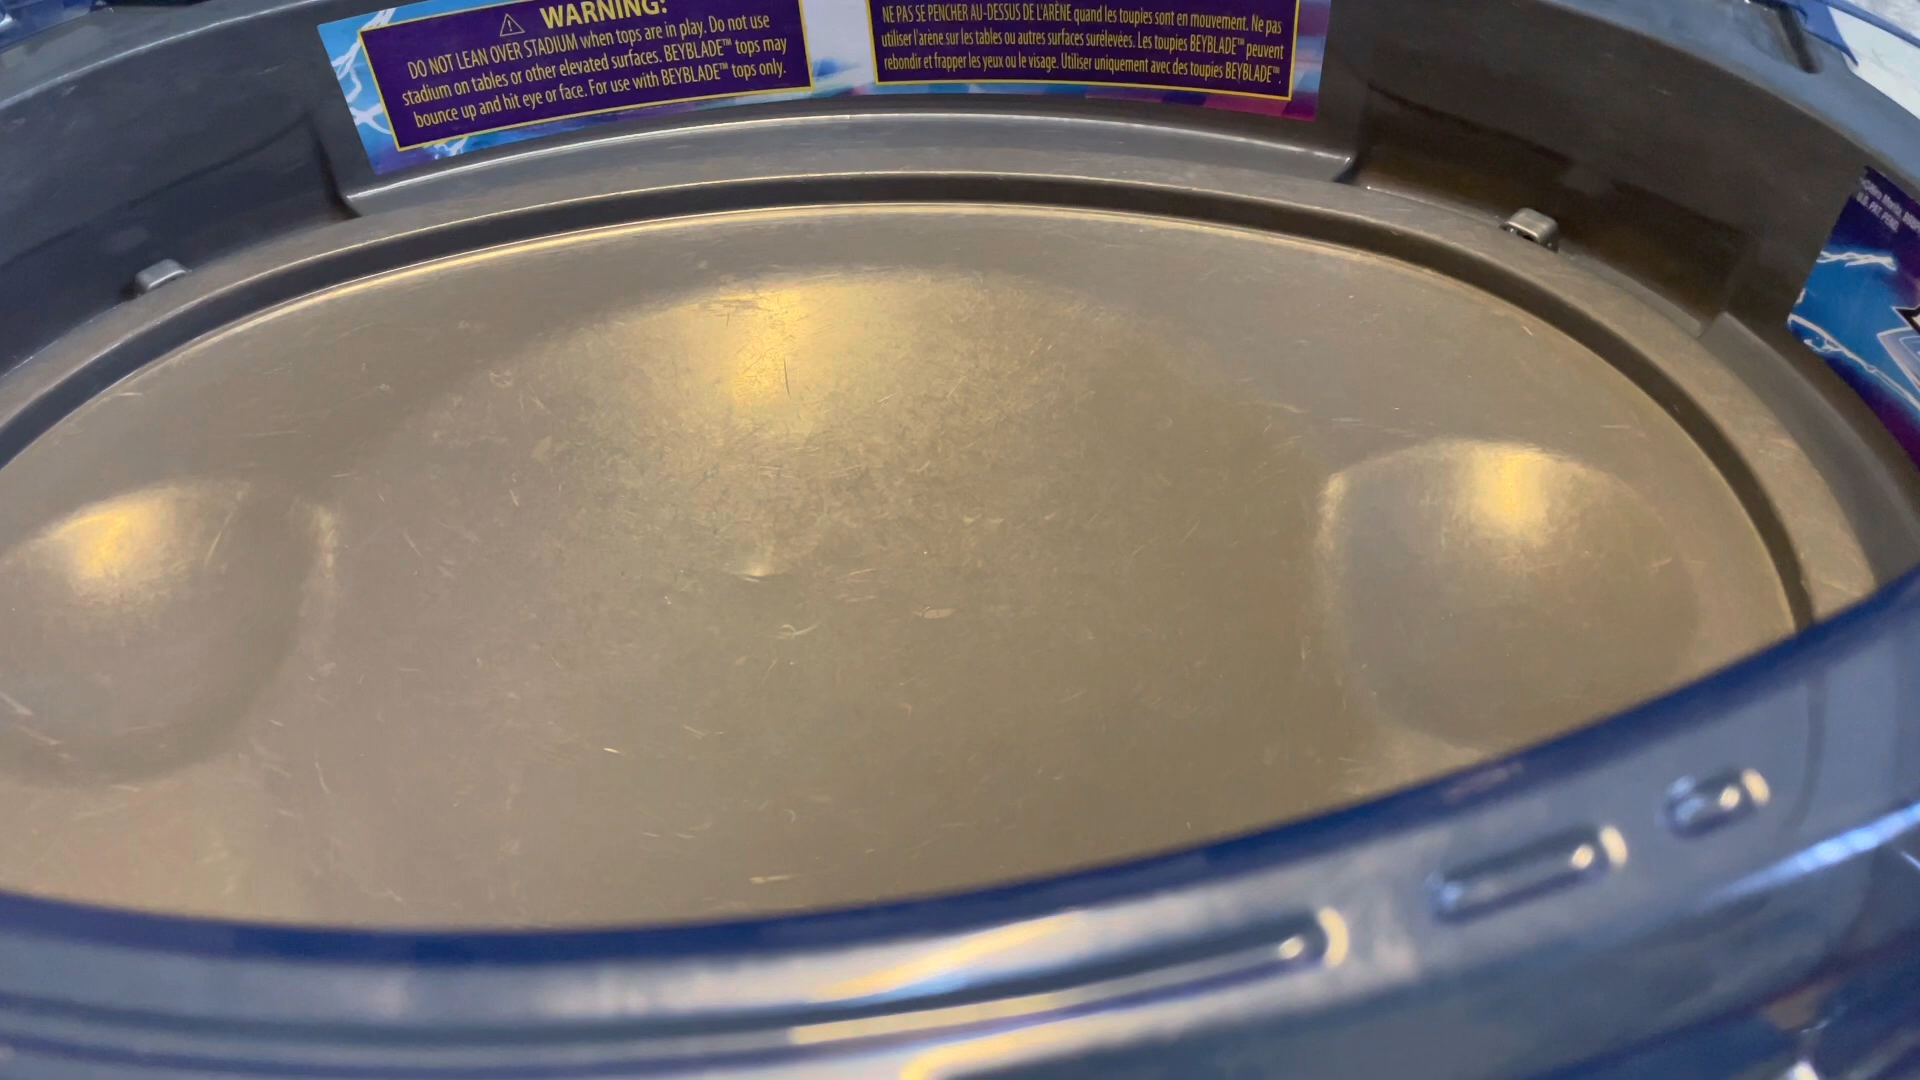 WARNING:
DO NOT LEAN OVER STADIUM when tops are in play. Do not use
stadium on tables or other elevated surfaces. BEYBLADE™ tops may
bounce up and hit eye or face. For use with BEYBLADE™ tops only.
NE PAS SE PENCHER AU-DESSUS DE L'ARÈNE quand les toupies sont en mouvement. Ne pas
utiliser l'arène sur les tables ou autres surfaces surélevées. Les toupies BEYBLADE™ peuvent
rebondir et frapper les yeux ou le visage. Utiliser uniquement avec des toupies BEYBLADE™.
U.S. PAT. PEND.